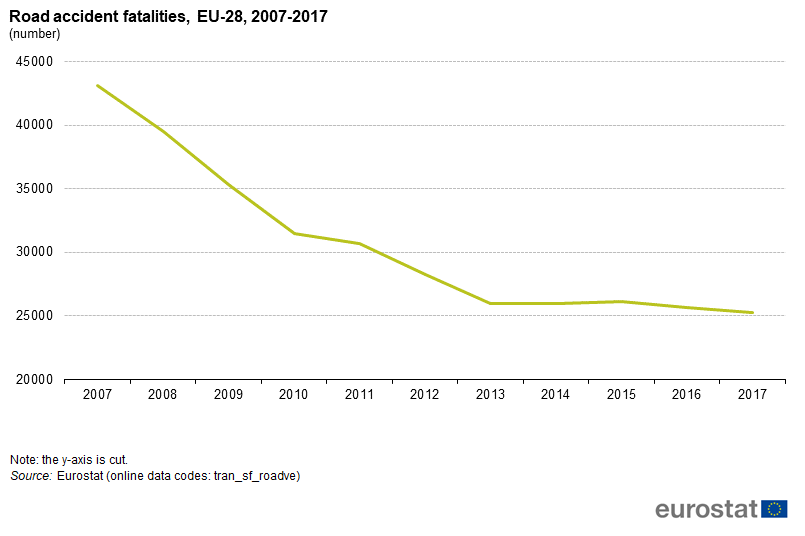 Road accident fatalities, EU-28, 2007-2017
(number)
45000
40000
35000
30000
25000
20000
2007 2008 2009 2010 2011 2012 2013 2014 2015 2016 2017
Note: the y-axis is cut.
Source: Eurostat (online data codes: tran_sf_roadve)
eurostat